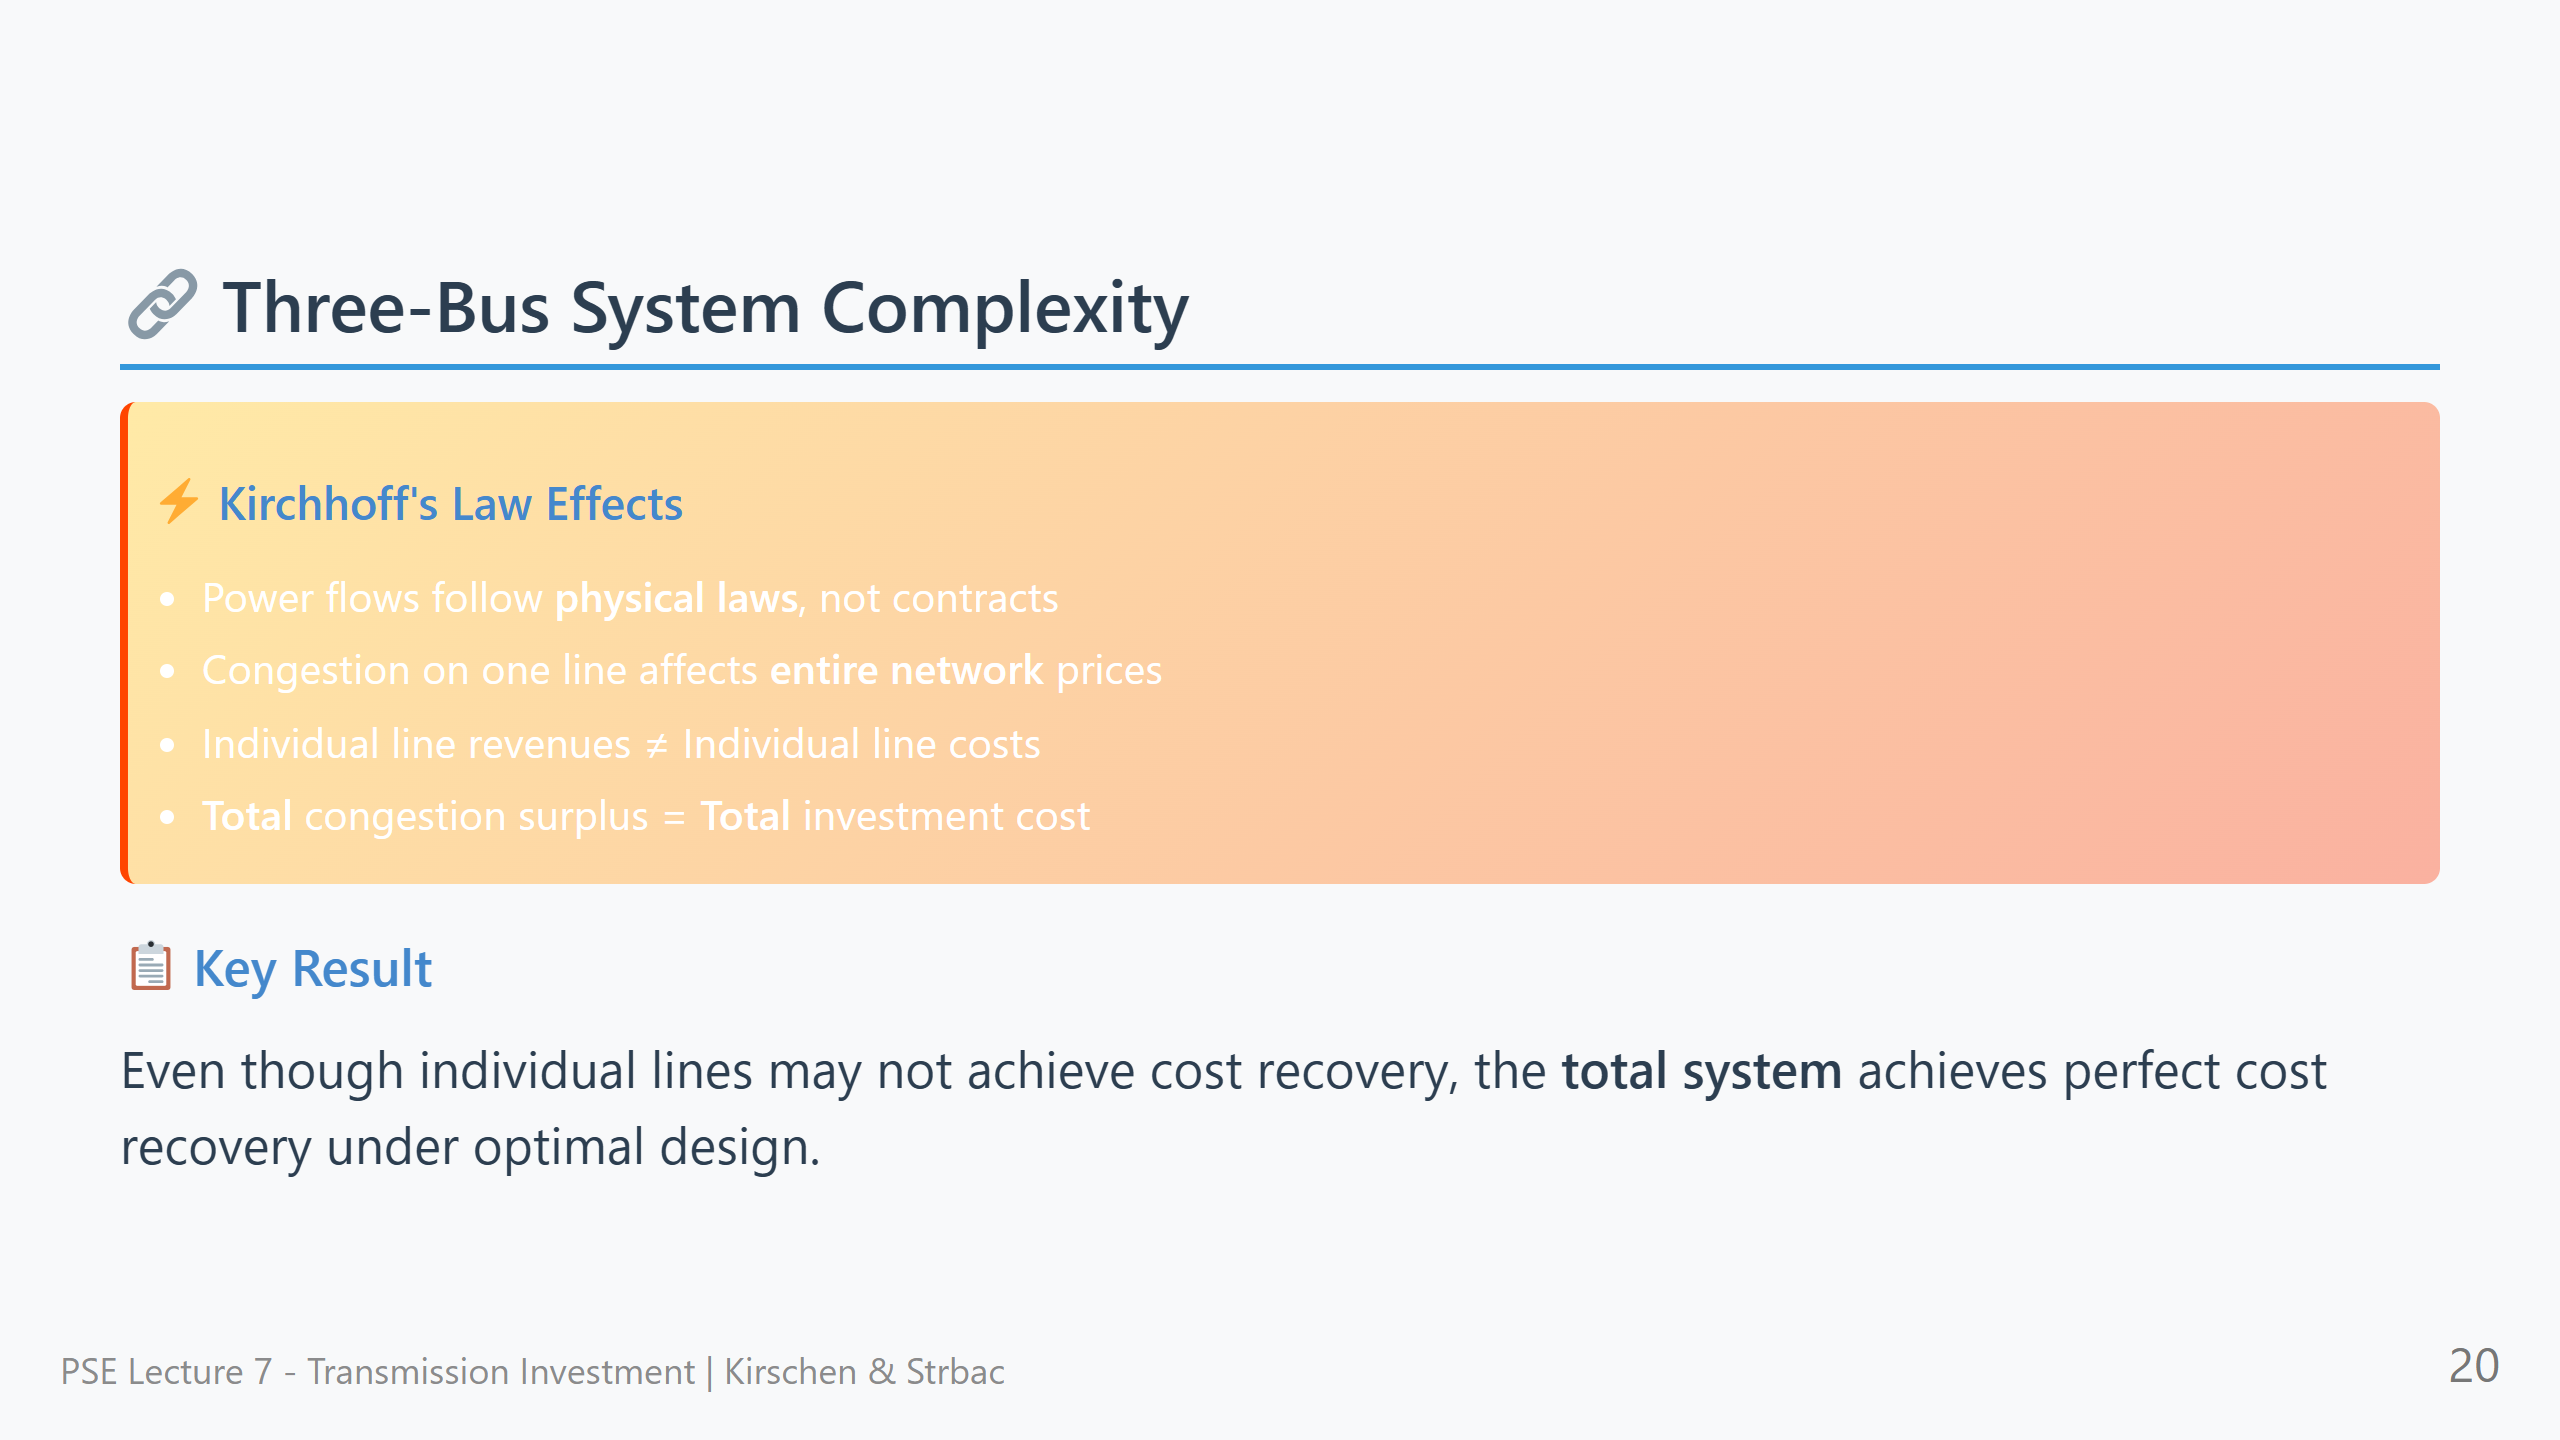 🔗 Three-Bus System Complexity
⚡ Kirchhoff's Law Effects
• Power flows follow physical laws, not contracts
• Congestion on one line affects entire network prices
• Individual line revenues ≠ Individual line costs
• Total congestion surplus = Total investment cost
📋 Key Result
Even though individual lines may not achieve cost recovery, the total system achieves perfect cost
recovery under optimal design.
PSE Lecture 7 - Transmission Investment | Kirschen & Strbac
20